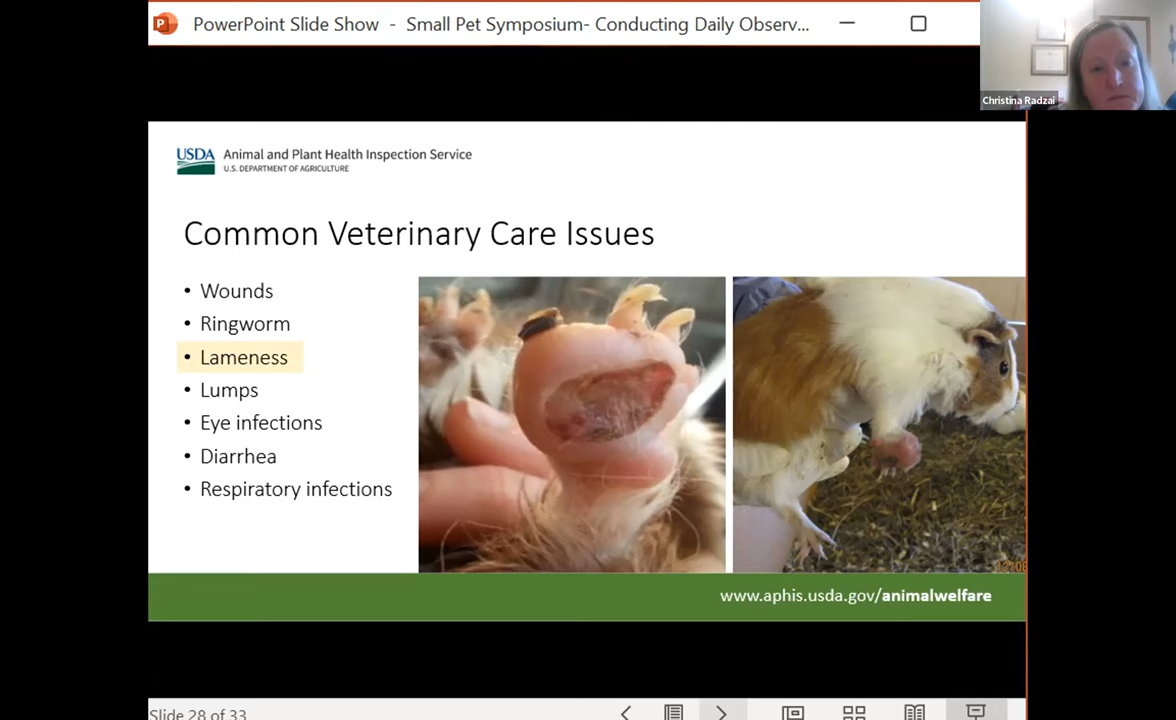 PowerPoint Slide Show - Small Pet Symposium- Conducting Daily Observ...
Christina Radzai
USDA Animal and Plant Health Inspection Service
U.S. DEPARTMENT OF AGRICULTURE
Common Veterinary Care Issues
• Wounds
• Ringworm
• Lameness
• Lumps
• Eye infections
• Diarrhea
• Respiratory infections
www.aphis.usda.gov/animalwelfare
Slide 28 of 33